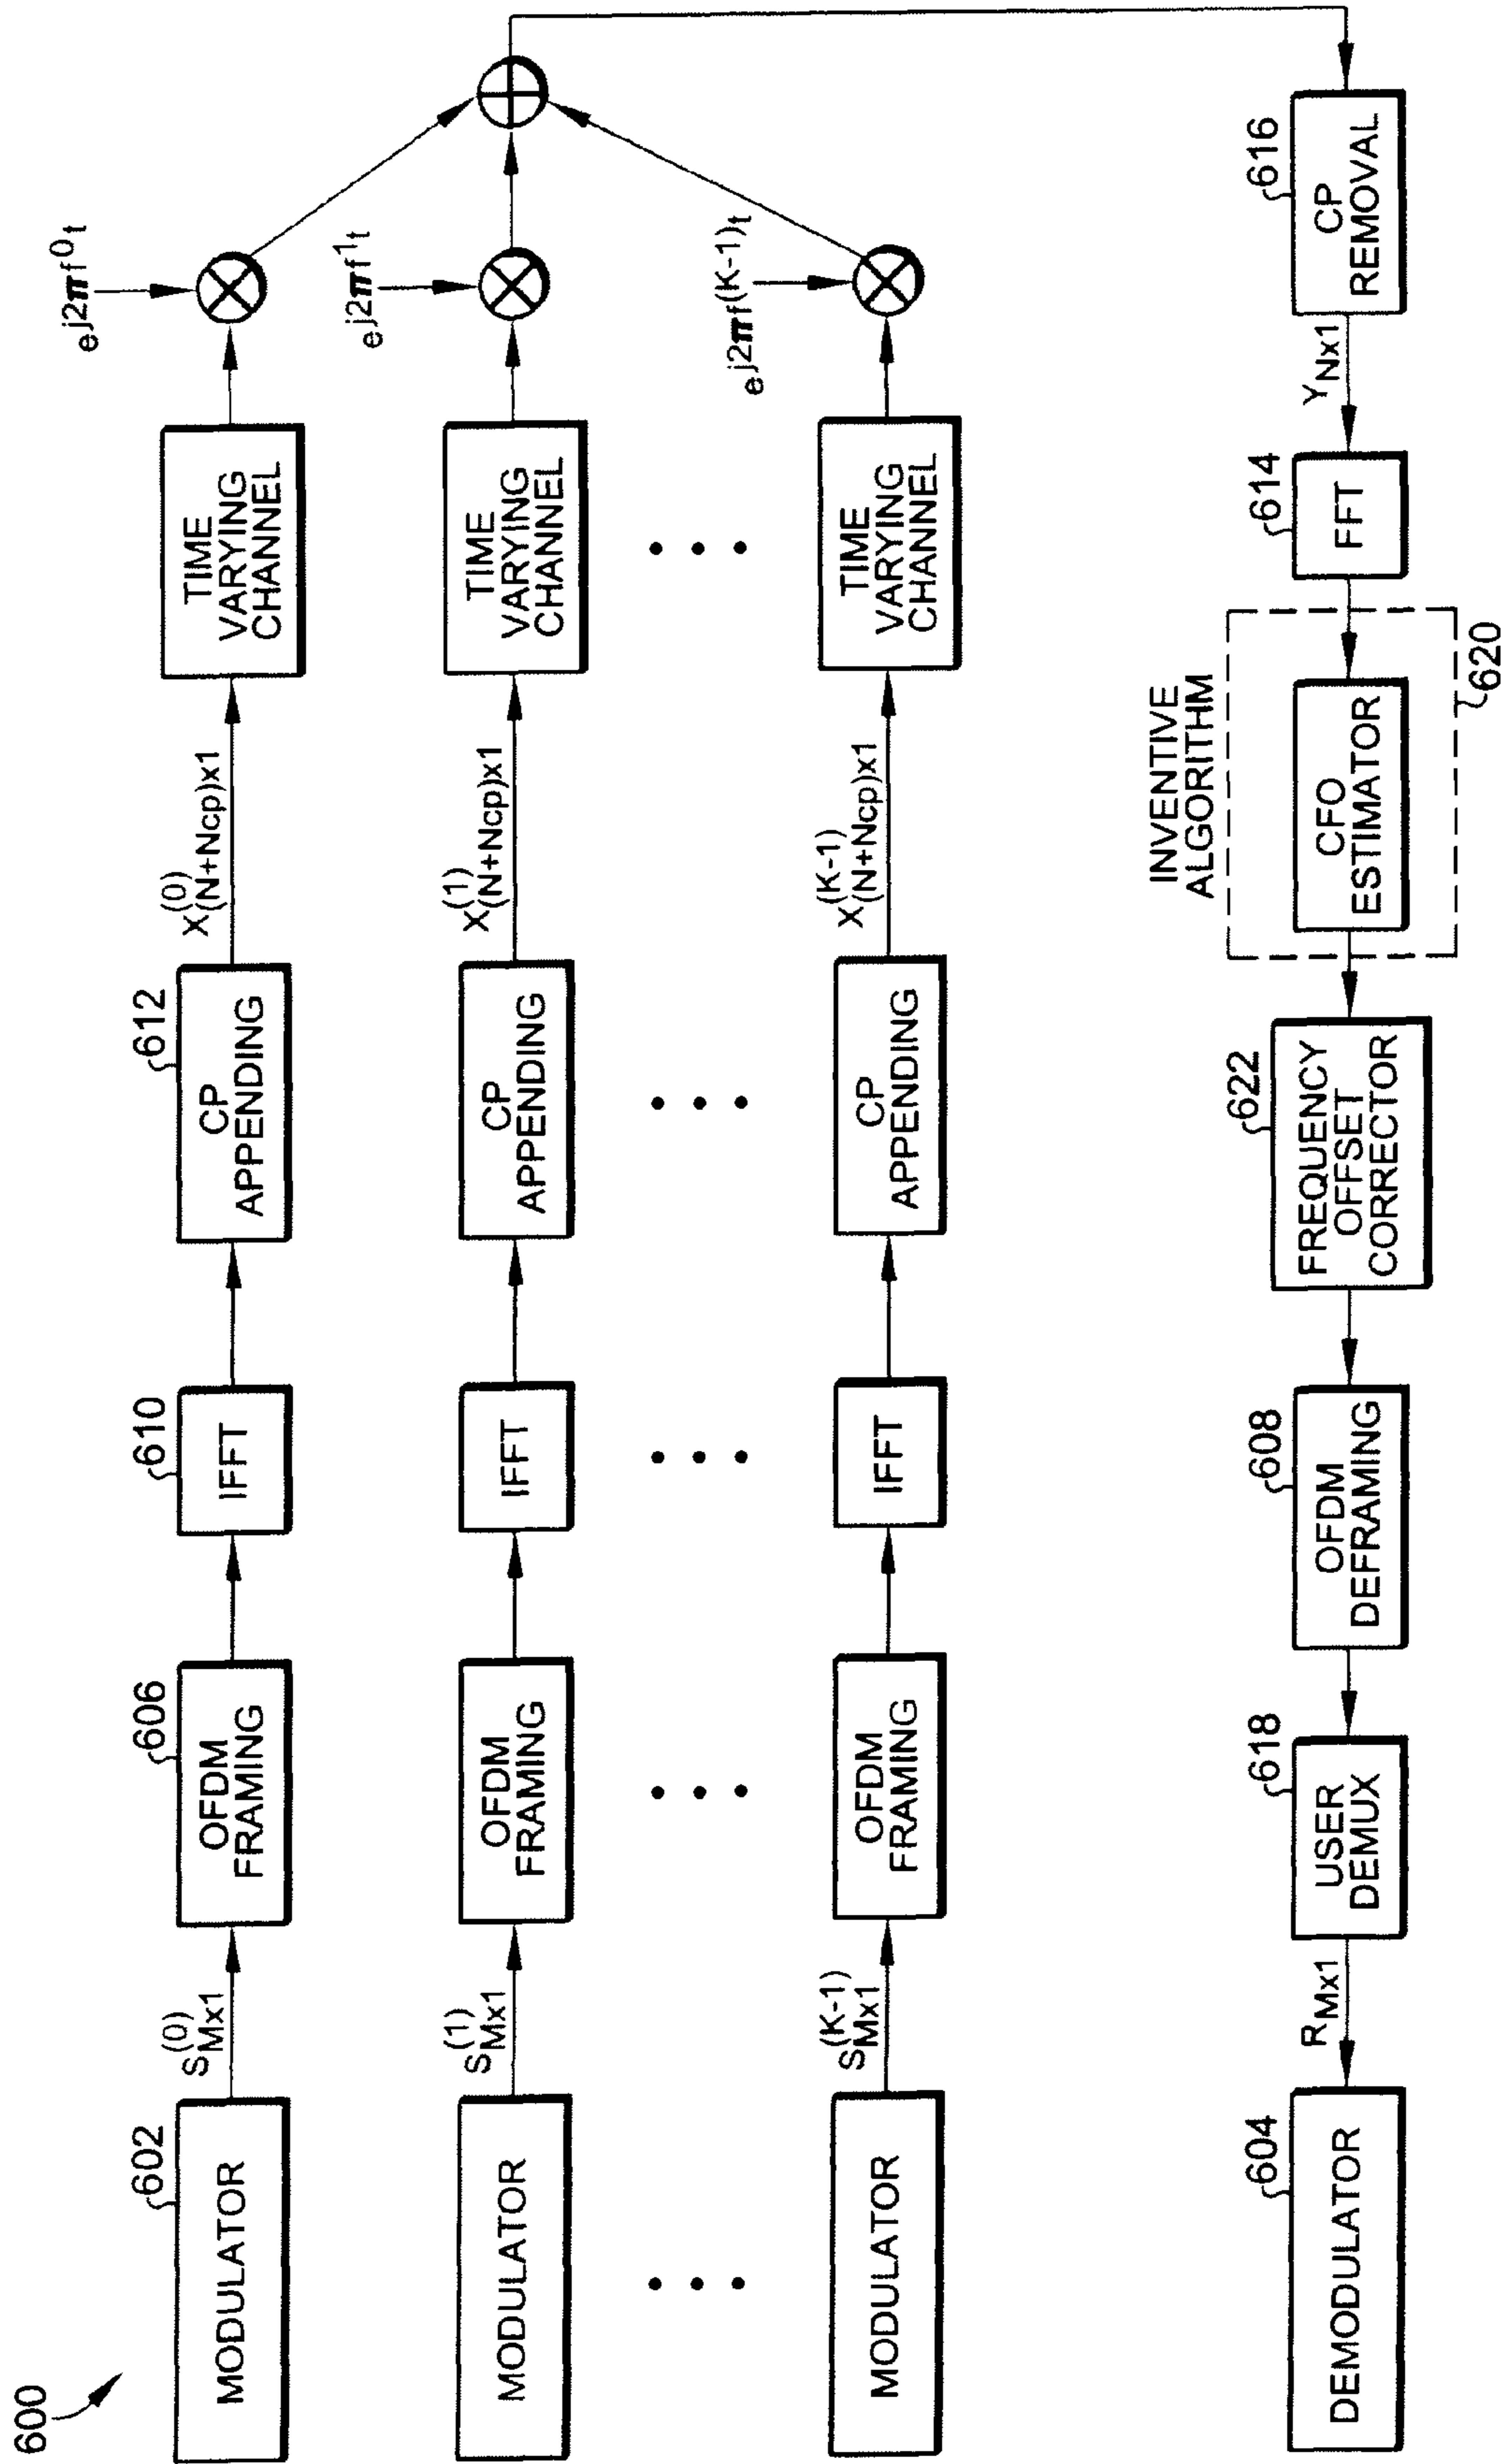 600
602
MODULATOR
S(0)Mx1
606
OFDM
FRAMING
610
IFFT
612
CP
APPENDING
X(0)(N+Ncp)x1
TIME
VARYING
CHANNEL
ej2πf0t
MODULATOR
S(1)Mx1
OFDM
FRAMING
IFFT
CP
APPENDING
X(1)(N+Ncp)x1
TIME
VARYING
CHANNEL
ej2πf1t
MODULATOR
S(K-1)Mx1
OFDM
FRAMING
IFFT
CP
APPENDING
X(K-1)(N+Ncp)x1
TIME
VARYING
CHANNEL
ej2πf(K-1)t
604
DEMODULATOR
RMx1
618
USER
DEMUX
608
OFDM
DEFRAMING
622
FREQUENCY
OFFSET
CORRECTOR
INVENTIVE
ALGORITHM
CFO
ESTIMATOR
620
614
FFT
YNx1
616
CP
REMOVAL